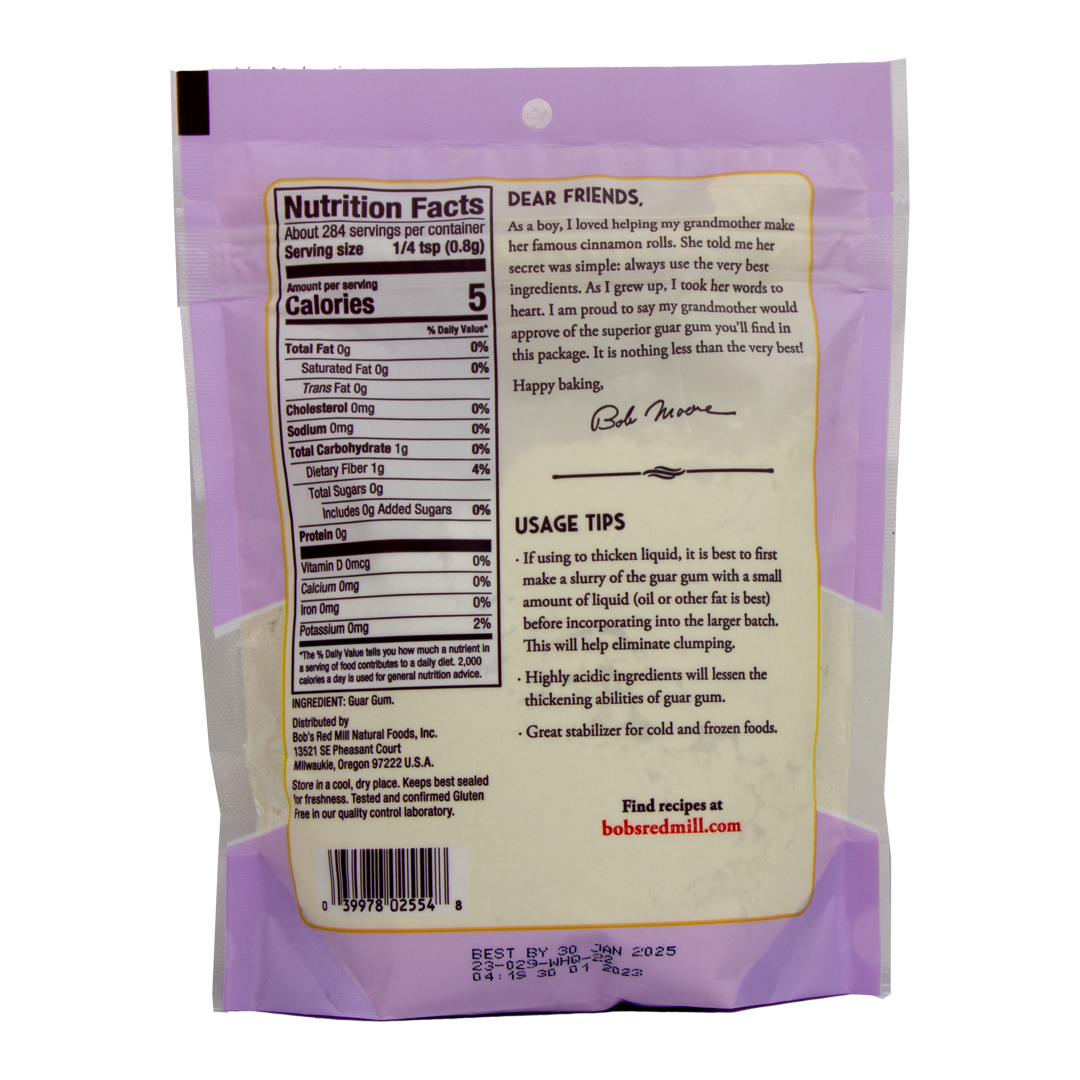 Nutrition Facts
About 284 servings per container
Serving size 1/4 tsp (0.8g)
Amount per serving
Calories 5
% Daily Value*
Total Fat 0g 0%
Saturated Fat 0g 0%
Trans Fat 0g
Cholesterol 0mg 0%
Sodium 0mg 0%
Total Carbohydrate 1g 0%
Dietary Fiber 1g 4%
Total Sugars 0g
Includes 0g Added Sugars 0%
Protein 0g
Vitamin D 0mcg 0%
Calcium 0mg 0%
Iron 0mg 0%
Potassium 0mg 2%
*The % Daily Value tells you how much a nutrient in
a serving of food contributes to a daily diet. 2,000
calories a day is used for general nutrition advice.
INGREDIENT: Guar Gum.
Distributed by
Bob's Red Mill Natural Foods, Inc.
13521 SE Pheasant Court
Milwaukie, Oregon 97222 U.S.A.
Store in a cool, dry place. Keeps best sealed
for freshness. Tested and confirmed Gluten
Free in our quality control laboratory.
0 39978 02554 8
DEAR FRIENDS,
As a boy, I loved helping my grandmother make
her famous cinnamon rolls. She told me her
secret was simple: always use the very best
ingredients. As I grew up, I took her words to
heart. I am proud to say my grandmother would
approve of the superior guar gum you'll find in
this package. It is nothing less than the very best!
Happy baking,
Bob Moore
USAGE TIPS
· If using to thicken liquid, it is best to first
make a slurry of the guar gum with a small
amount of liquid (oil or other fat is best)
before incorporating into the larger batch.
This will help eliminate clumping.
· Highly acidic ingredients will lessen the
thickening abilities of guar gum.
· Great stabilizer for cold and frozen foods.
Find recipes at
bobsredmill.com
BEST BY 30 JAN 2025
23-029-WHQ-22
04:15 30 01 2023